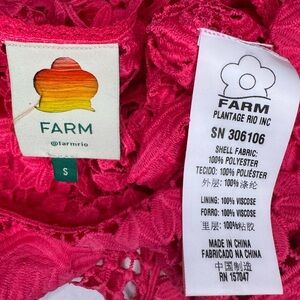 FARM
@farmrio
S
FARM
PLANTAGE RIO INC
SN 306106
SHELL FABRIC:
100% POLYESTER
TECIDO: 100% POLIÉSTER
外层: 100%涤纶
LINING: 100% VISCOSE
FORRO: 100% VISCOSE
里层: 100%粘胶
MADE IN CHINA
FABRICADO NA CHINA
中国制造
RN 157047